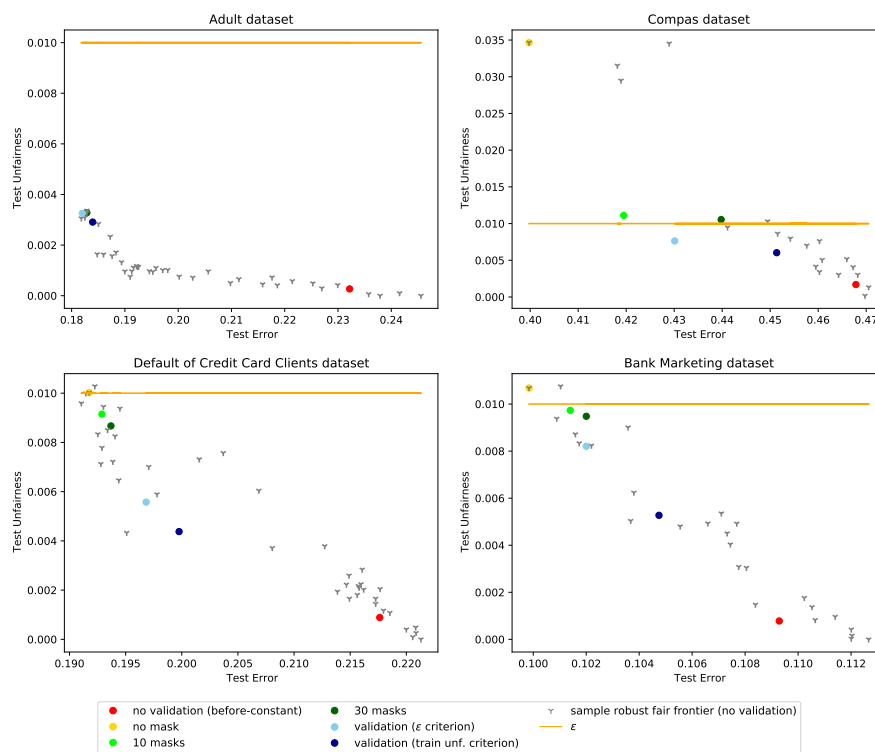 Adult dataset
Compas dataset
0.010
0.008
0.006
0.004
0.002
0.000
Test Unfairness
0.18 0.19 0.20 0.21 0.22 0.23 0.24
Test Error
0.035
0.030
0.025
0.020
0.015
0.010
0.005
0.000
Test Unfairness
0.40 0.41 0.42 0.43 0.44 0.45 0.46 0.47
Test Error
Default of Credit Card Clients dataset
Bank Marketing dataset
0.010
0.008
0.006
0.004
0.002
0.000
Test Unfairness
0.190 0.195 0.200 0.205 0.210 0.215 0.220
Test Error
0.010
0.008
0.006
0.004
0.002
0.000
Test Unfairness
0.100 0.102 0.104 0.106 0.108 0.110 0.112
Test Error
no validation (before-constant)
no mask
10 masks
30 masks
validation (ε criterion)
validation (train unf. criterion)
sample robust fair frontier (no validation)
ε